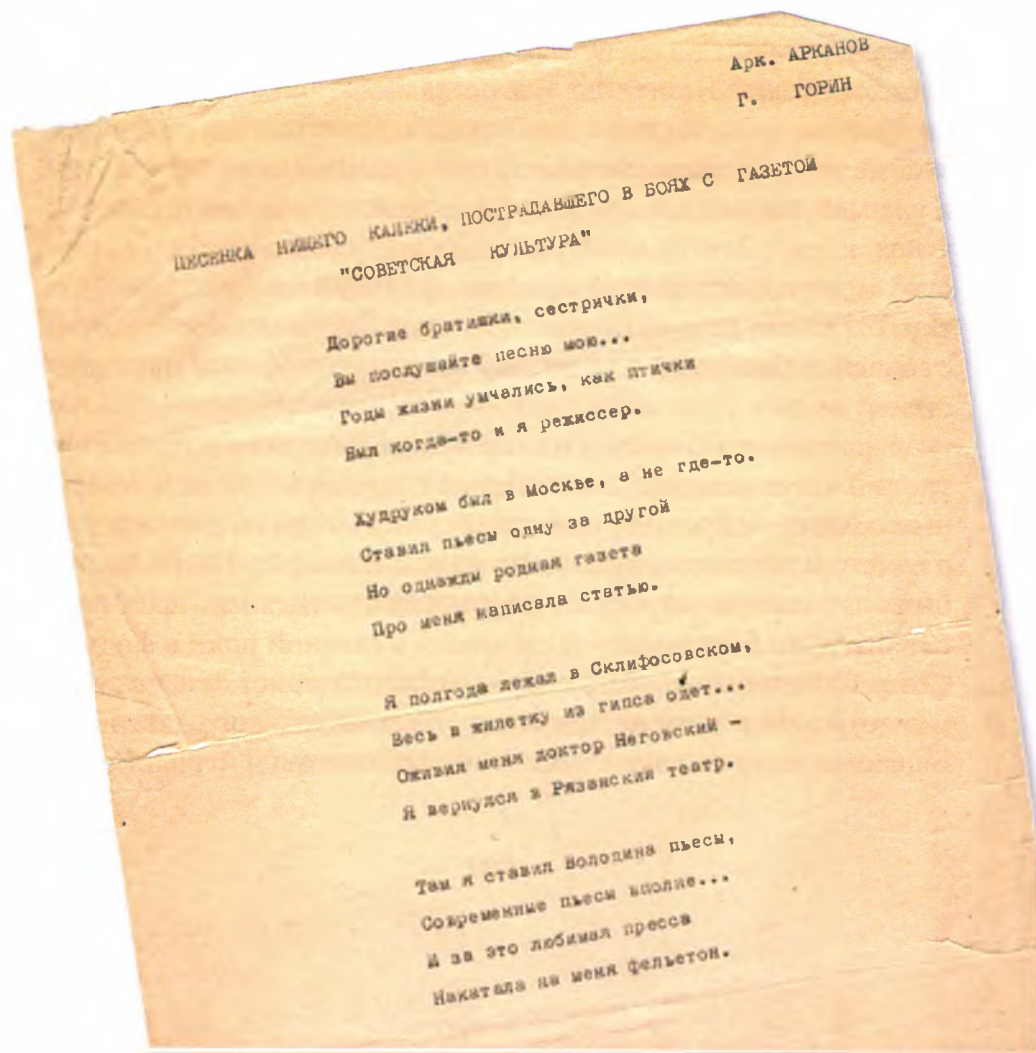 Арк. АРКАНОВ
Г. ГОРИН
ПЕСЕНКА НИЩЕГО КАЛЕКИ, ПОСТРАДАВШЕГО В БОЯХ С ГАЗЕТОЙ
"СОВЕТСКАЯ КУЛЬТУРА"
Дорогие братишки, сестрички,
Вы послушайте песню мою...
Годы жизни умчались, как птички
Был когда-то и я режиссер.
Худруком был в Москве, а не где-то.
Ставил пьесы одну за другой
Но однажды родная газета
Про меня написала статью.
Я полгода лежал в Склифосовском,
Весь в жилетку из гипса одет...
Оживил меня доктор Неговский -
Я вернулся в Рязанский театр.
Там я ставил Володина пьесы,
Современные пьесы вполне...
И за это любимая пресса
Накатала на меня фельетон.